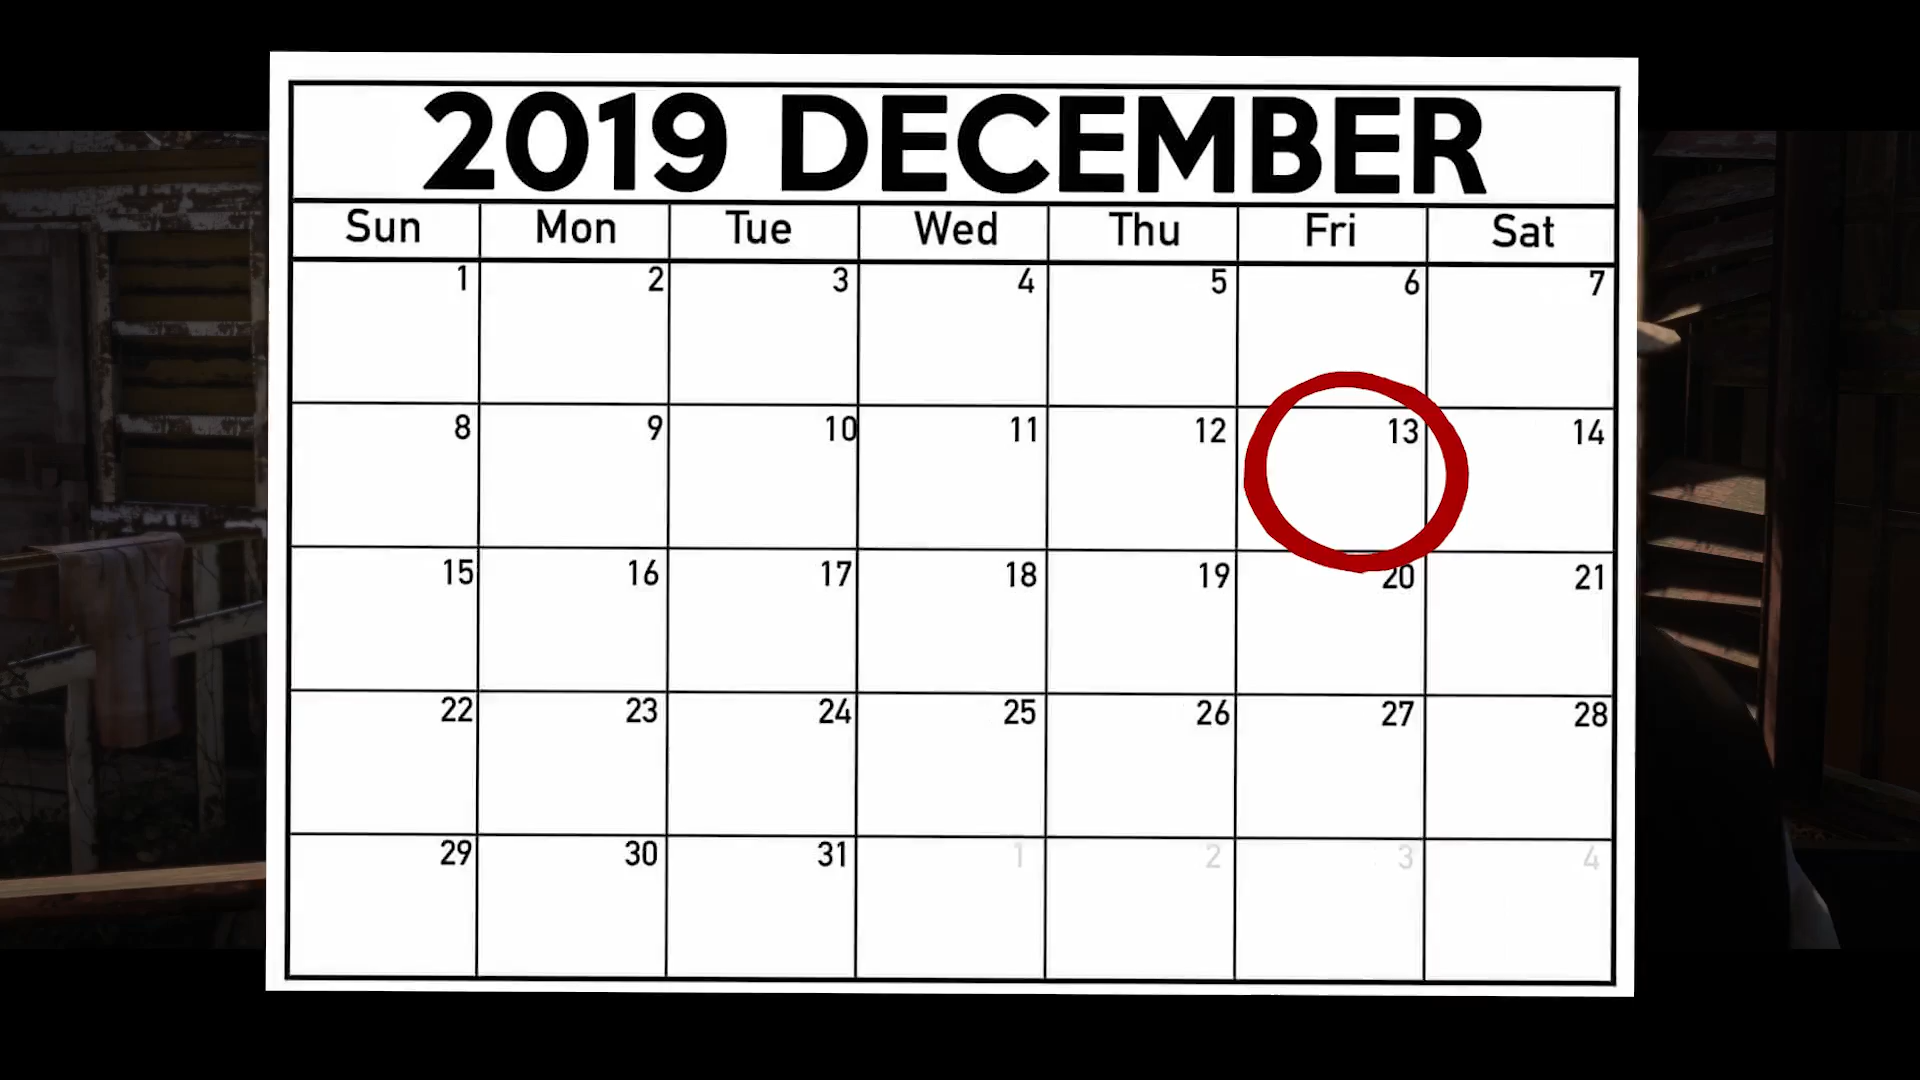 2019 DECEMBER
Sun Mon Tue Wed Thu Fri Sat
1 2 3 4 5 6 7
8 9 10 11 12 13 14
15 16 17 18 19 20 21
22 23 24 25 26 27 28
29 30 31 1 2 3 4